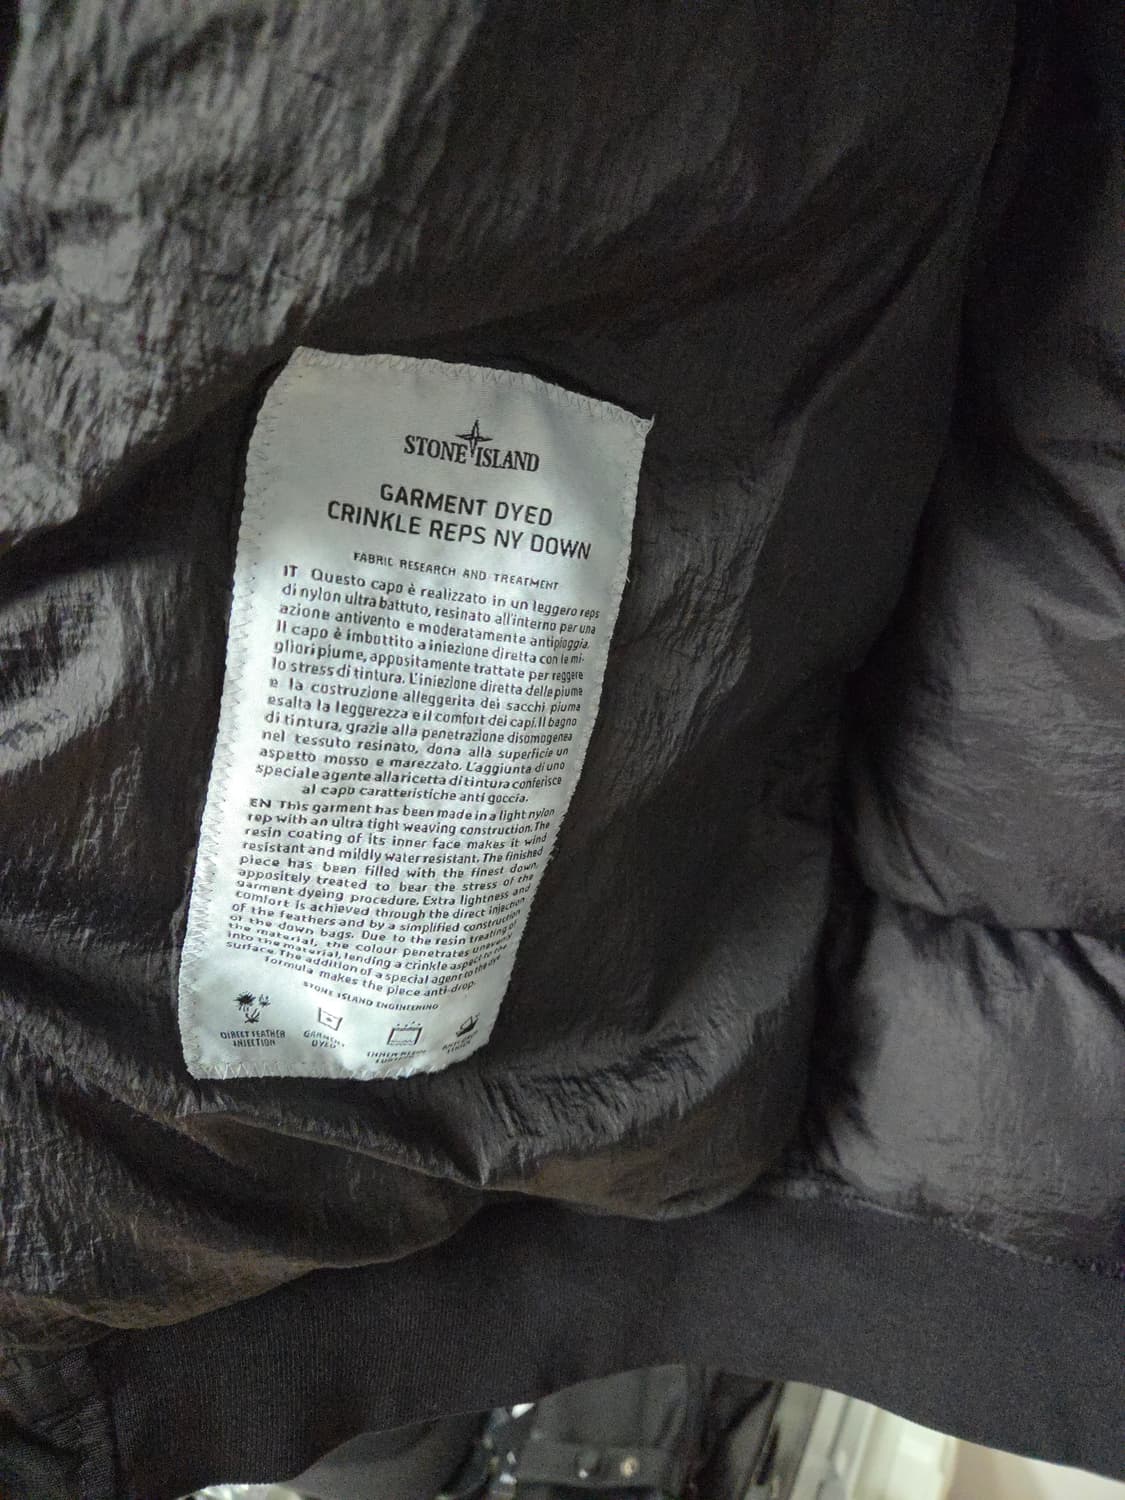 STONE ISLAND
GARMENT DYED
CRINKLE REPS NY DOWN
FABRIC RESEARCH AND TREATMENT
IT Questo capo è realizzato in un leggero reps
di nylon ultra battuto, resinato all'interno per una
azione antivento e moderatamente antipioggia.
Il capo è imbottito a iniezione diretta con le mi-
gliori piume, appositamente trattate per reggere
lo stress di tintura. L'iniezione diretta delle piume
e la costruzione alleggerita dei sacchi piuma
esalta la leggerezza e il comfort dei capi. Il bagno
di tintura, grazie alla penetrazione disomogenea
nel tessuto resinato, dona alla superficie un
aspetto mosso e marezzato. L'aggiunta di uno
speciale agente alla ricetta di tintura conferisce
al capo caratteristiche anti goccia.
EN This garment has been made in a light nylon
rep with an ultra tight weaving construction. The
resin coating of its inner face makes it wind
resistant and mildly water resistant. The finished
piece has been filled with the finest down,
appositely treated to bear the stress of the
garment dyeing procedure. Extra lightness and
comfort is achieved through the direct injection
of the feathers and by a simplified construction
of the down bags. Due to the resin treating of
the material, the colour penetrates unevenly
into the material, lending a crinkle aspect to the
surface. The addition of a special agent to the dye
formula makes the piece anti-drop.
STONE ISLAND ENGINEERING
DIRECT FEATHER
INJECTION
GARMENT
DYED